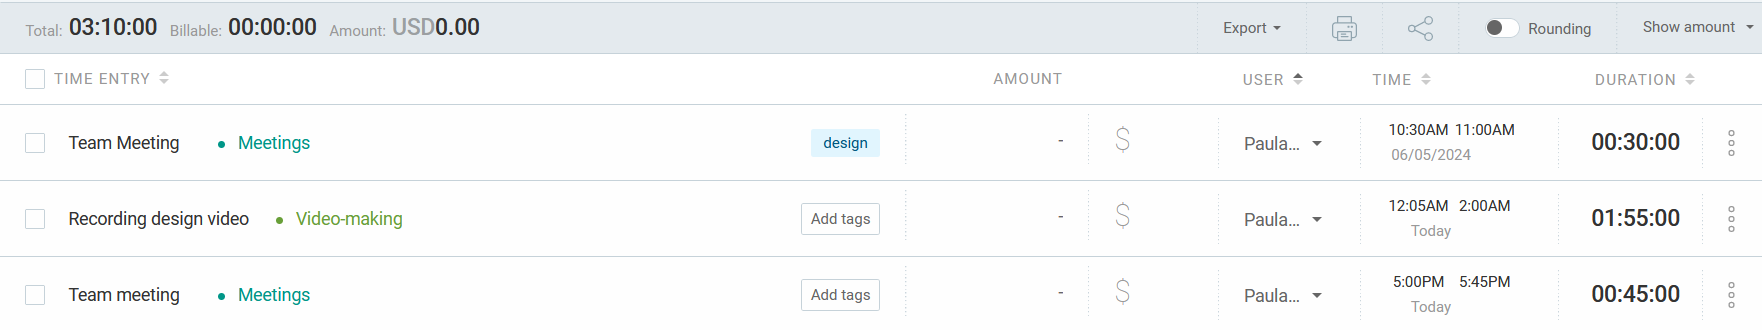 Total: 03:10:00 Billable: 00:00:00 Amount: USD0.00 Export Rounding Show amount
TIME ENTRY AMOUNT USER TIME DURATION
Team Meeting • Meetings design - $ Paula... 10:30AM 11:00AM 00:30:00
06/05/2024
Recording design video • Video-making Add tags - $ Paula... 12:05AM 2:00AM 01:55:00
Today
Team meeting • Meetings Add tags - $ Paula... 5:00PM 5:45PM 00:45:00
Today